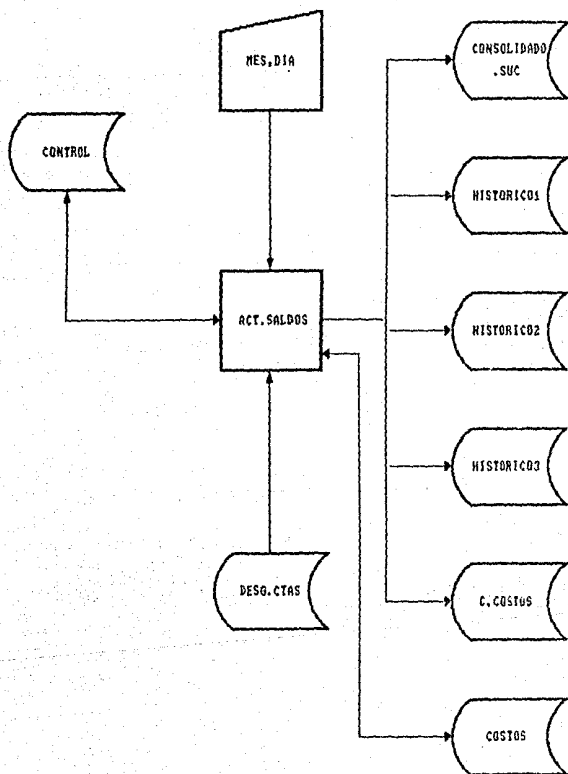 MES,DIA
CONSOLIDADO
.SUC
CONTROL
HISTORICO1
ACT.SALDOS
HISTORICO2
HISTORICO3
DESG.CTAS
C.COSTOS
COSTOS